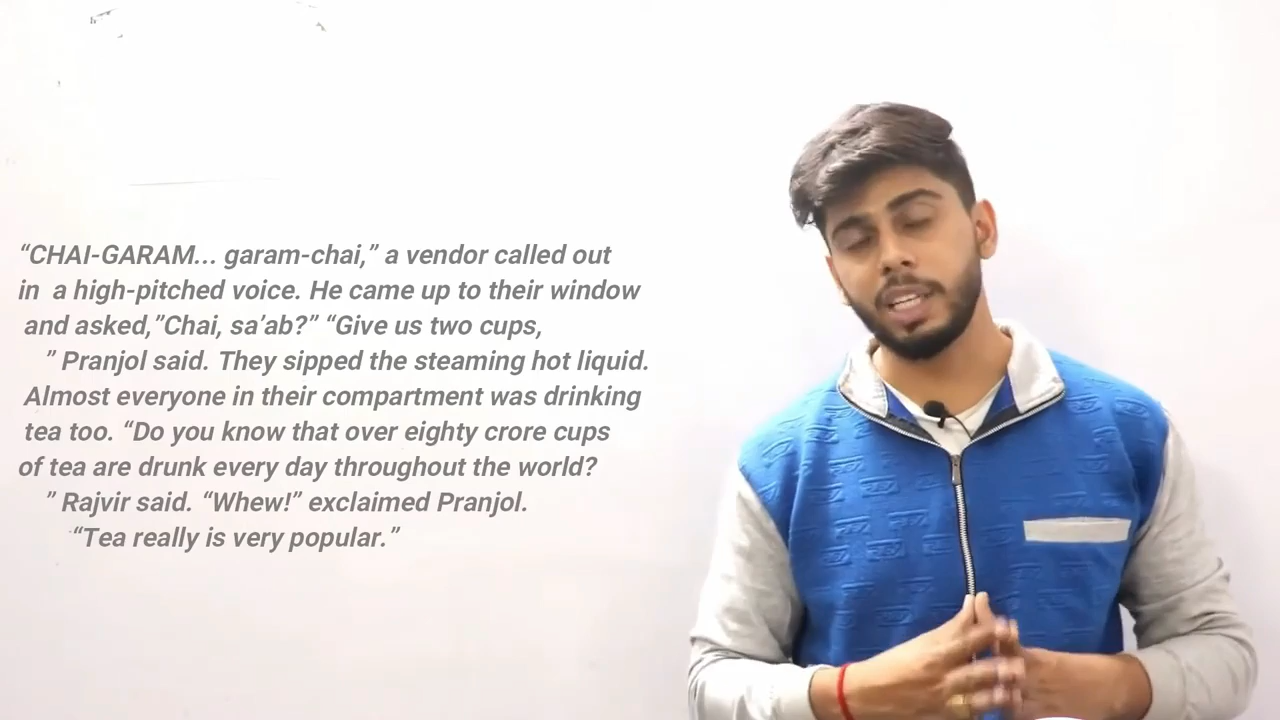 “CHAI-GARAM... garam-chai,” a vendor called out
in a high-pitched voice. He came up to their window
and asked,”Chai, sa’ab?” “Give us two cups,
” Pranjol said. They sipped the steaming hot liquid.
Almost everyone in their compartment was drinking
tea too. “Do you know that over eighty crore cups
of tea are drunk every day throughout the world?
” Rajvir said. “Whew!” exclaimed Pranjol.
“Tea really is very popular.”